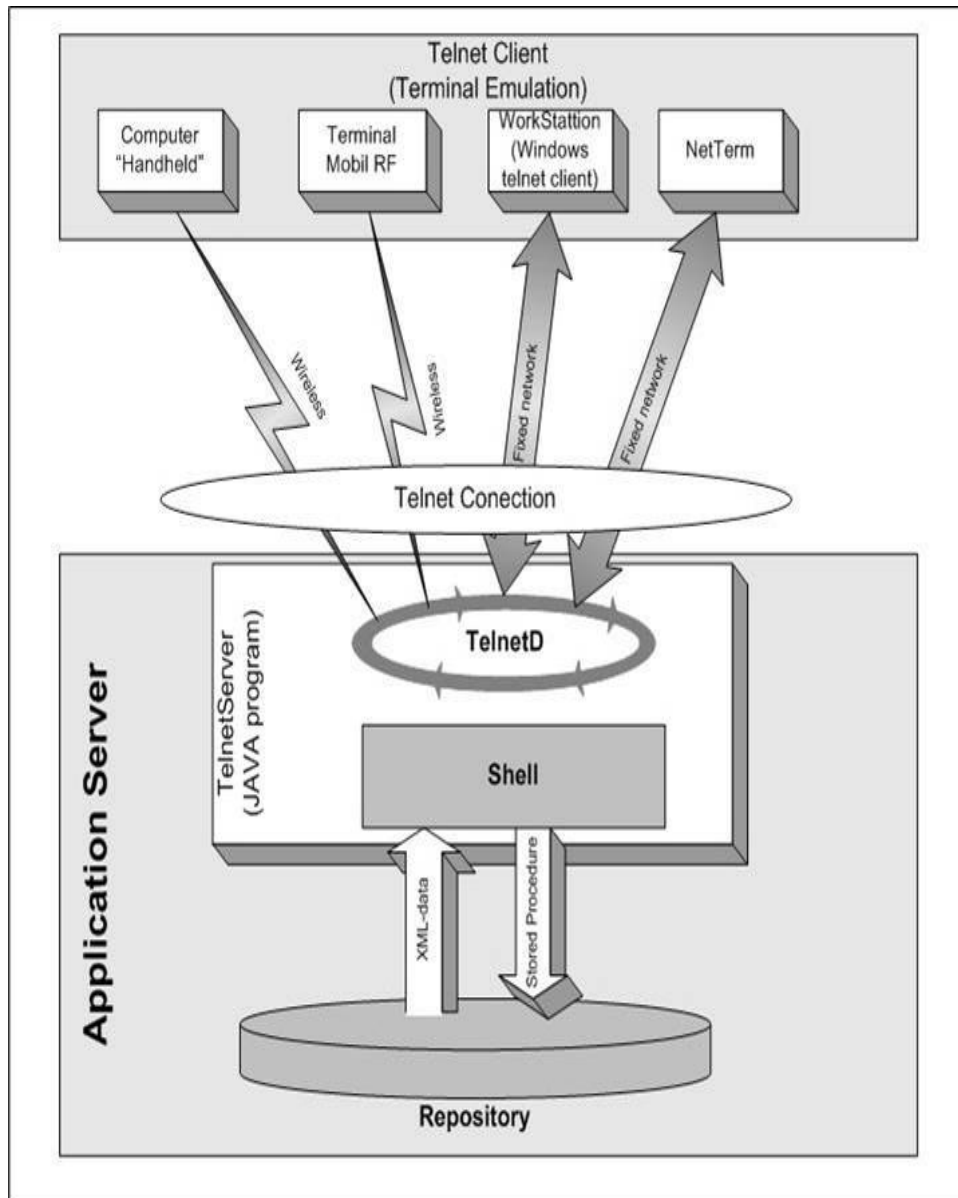 Telnet Client
(Terminal Emulation)
Computer
“Handheld”
Terminal
Mobil RF
WorkStattion
(Windows
telnet client)
NetTerm
Wireless
Wireless
Fixed network
Fixed network
Telnet Conection
Application Server
TelnetServer
(JAVA program)
TelnetD
Shell
XML-data
Stored Procedure
Repository